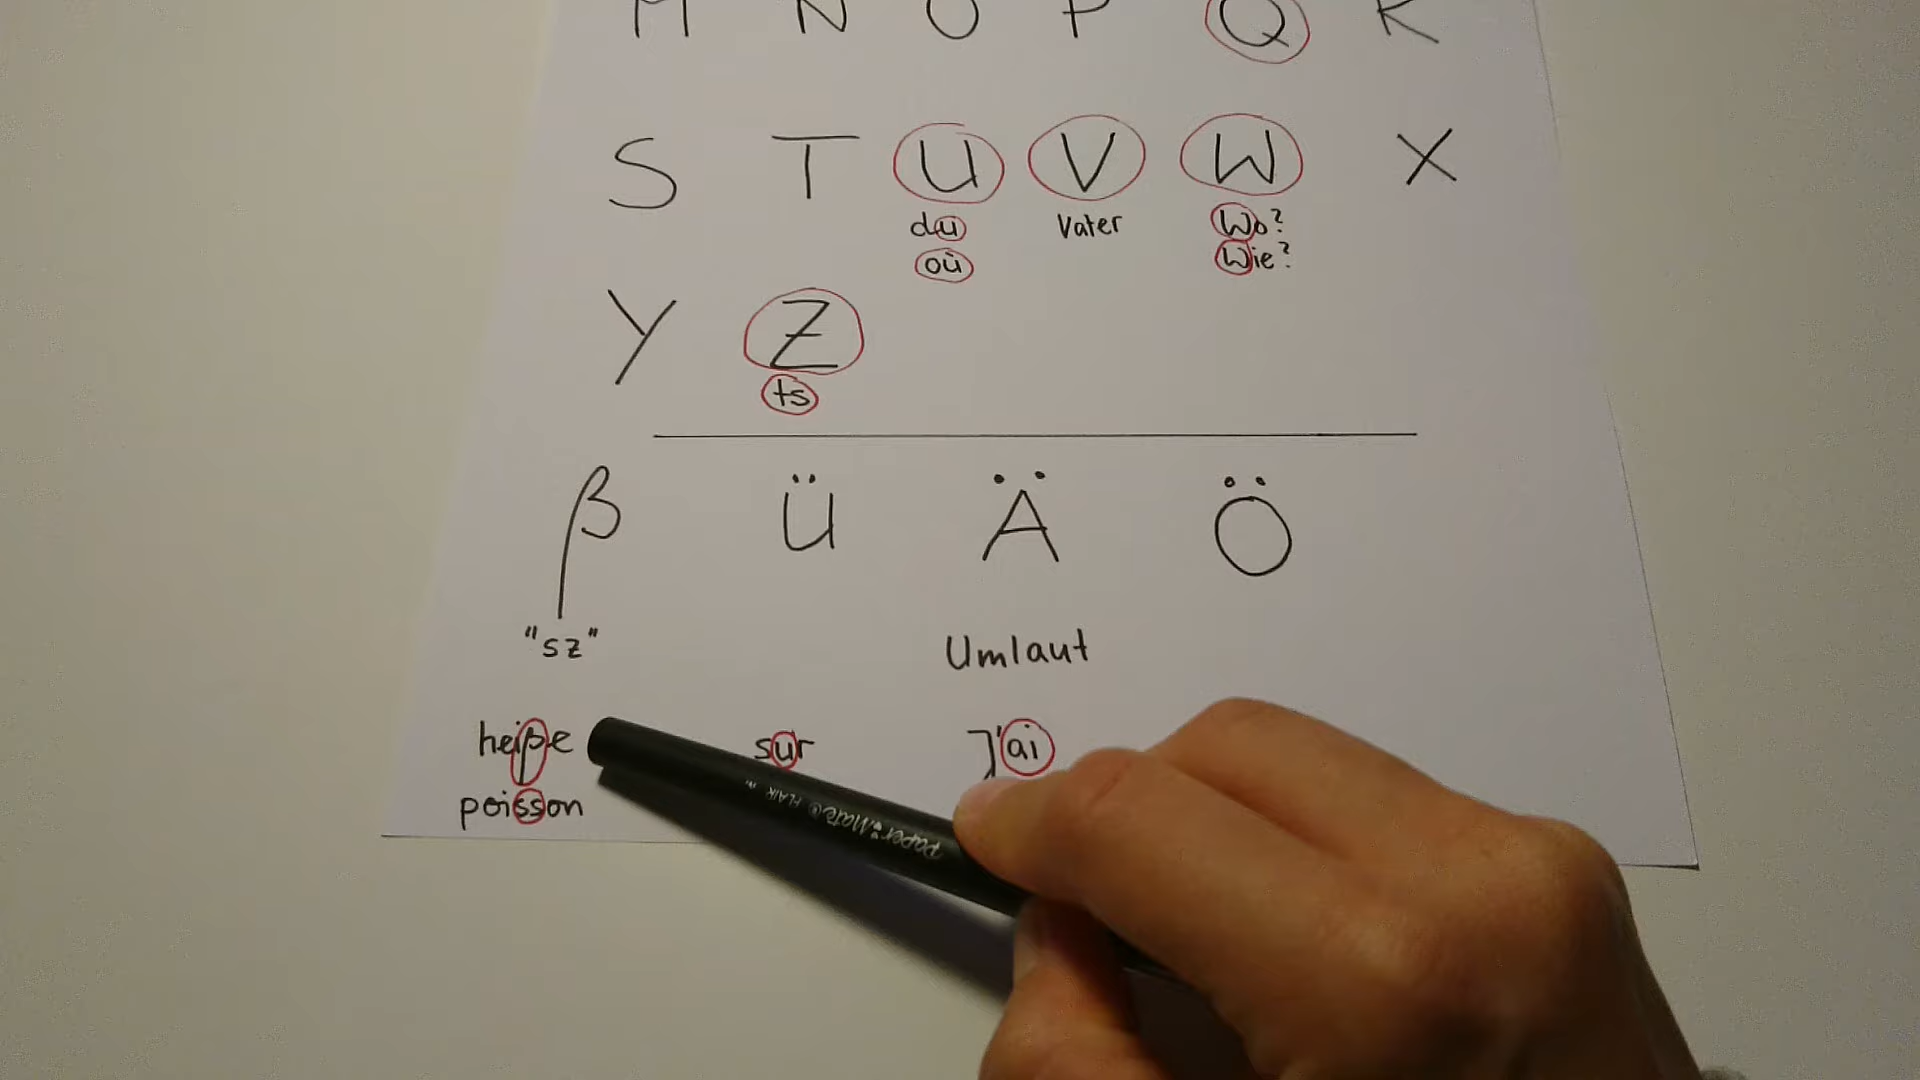 M N O P Q R
S T U V W X
du Vater Wo?
où Wie?
Y Z
ts
ß Ü Ä Ö
"sz" Umlaut
heiße sur J'ai
poisson
Paper Mate FLAIR